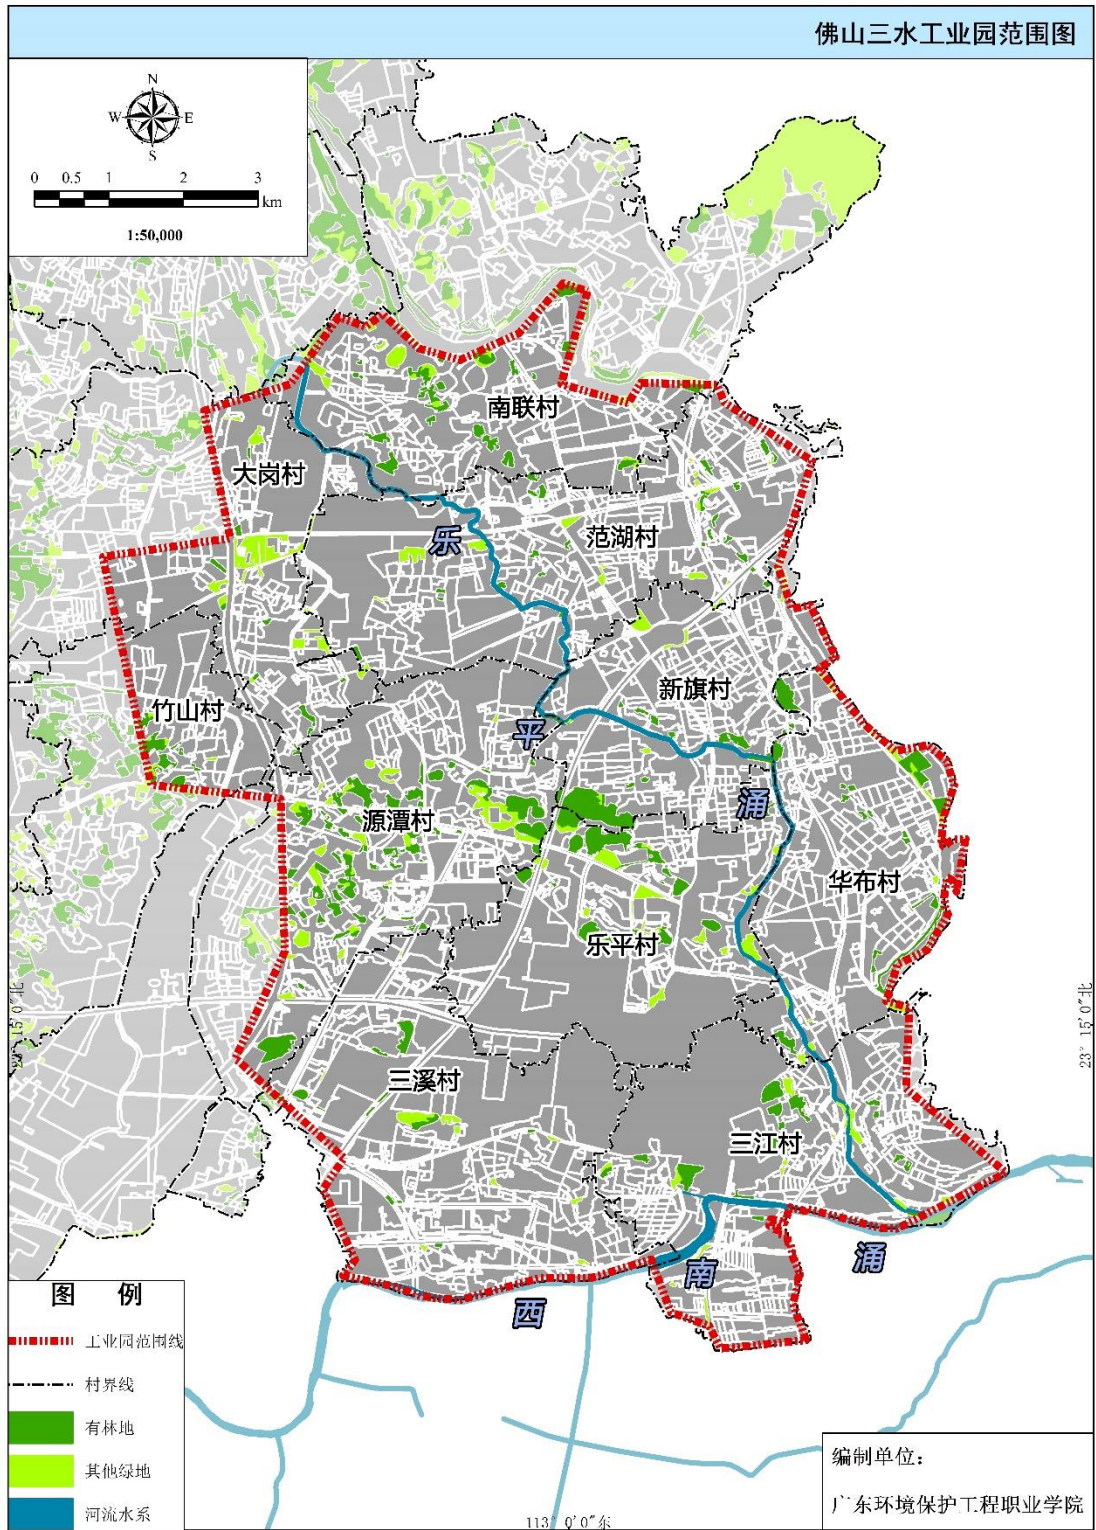 佛山三水工业园范围图
N
W E
S
0 0.5 1 2 3
km
1:50,000
南联村
大岗村
乐
范湖村
新旗村
竹山村
平
涌
源潭村
华布村
乐平村
23° 15′0″北
三溪村
三江村
南
涌
西
图 例
工业园范围线
村界线
有林地
其他绿地
河流水系
编制单位：
广东环境保护工程职业学院
113° 0′0″东